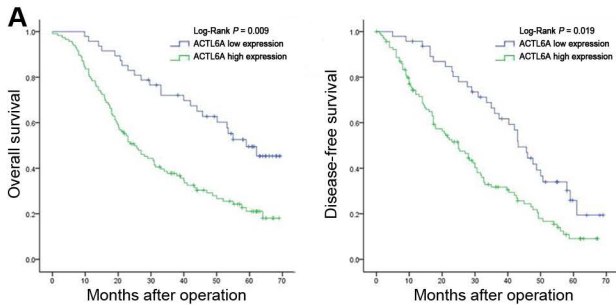 A
Log-Rank P = 0.009
ACTL6A low expression
ACTL6A high expression
Overall survival
1.0
0.8
0.6
0.4
0.2
0.0
0 10 20 30 40 50 60 70
Months after operation
Log-Rank P = 0.019
ACTL6A low expression
ACTL6A high expression
Disease-free survival
1.0
0.8
0.6
0.4
0.2
0.0
0 10 20 30 40 50 60 70
Months after operation